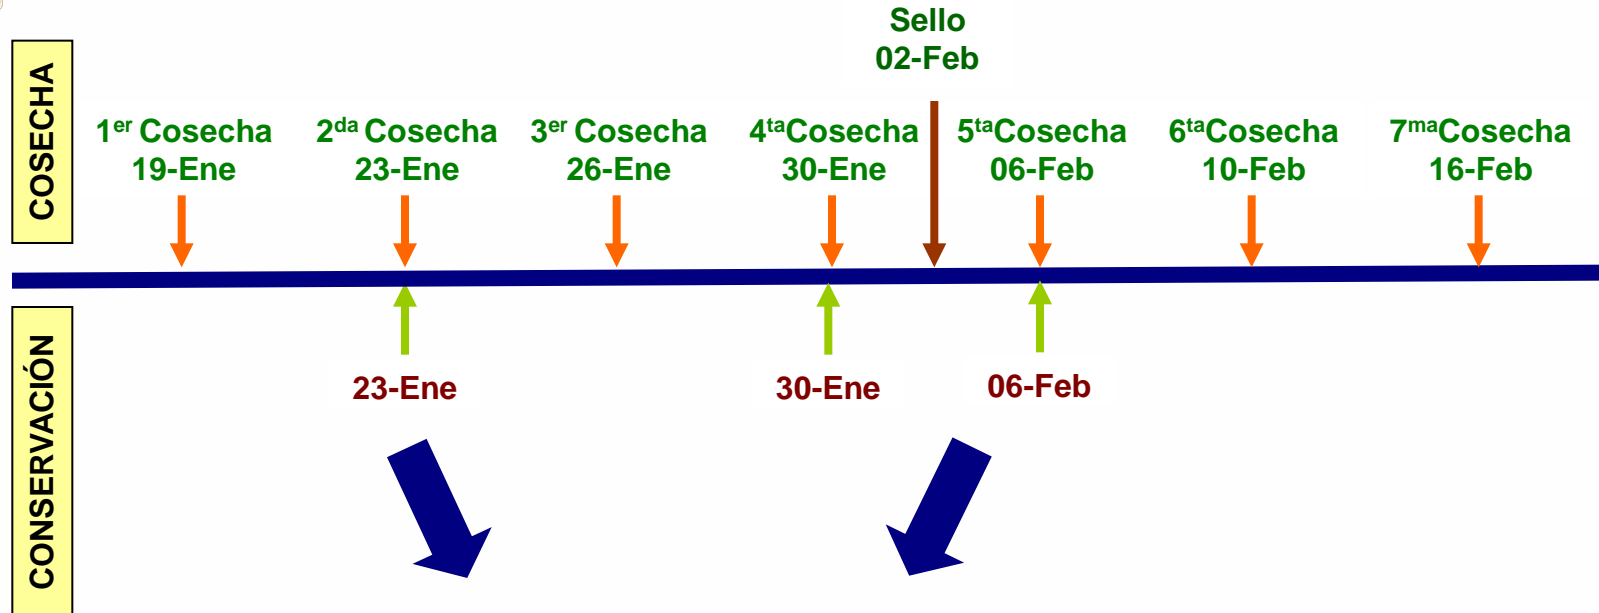 Sello
02-Feb
COSECHA
1er Cosecha
19-Ene
2da Cosecha
23-Ene
3er Cosecha
26-Ene
4taCosecha
30-Ene
5taCosecha
06-Feb
6taCosecha
10-Feb
7maCosecha
16-Feb
CONSERVACIÓN
23-Ene
30-Ene
06-Feb